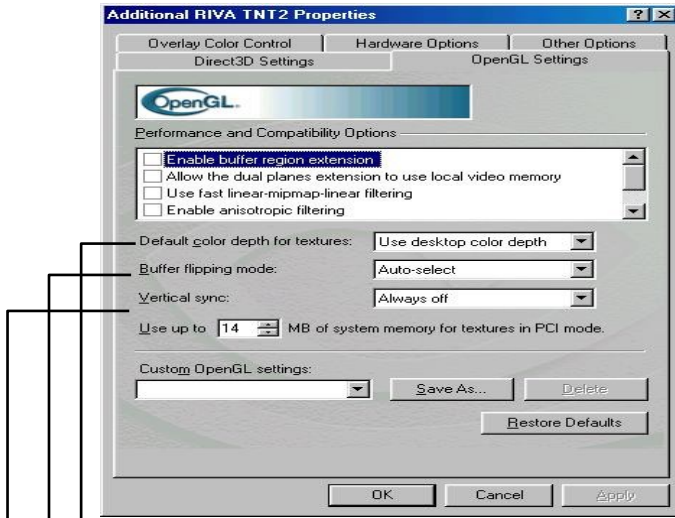 Additional RIVA TNT2 Properties
Overlay Color Control Hardware Options Other Options
Direct3D Settings OpenGL Settings
OpenGL.
Performance and Compatibility Options
Enable buffer region extension
Allow the dual planes extension to use local video memory
Use fast linear-mipmap-linear filtering
Enable anisotropic filtering
Default color depth for textures: Use desktop color depth
Buffer flipping mode: Auto-select
Vertical sync: Always off
Use up to 14 MB of system memory for textures in PCI mode.
Custom OpenGL settings:
Save As... Delete
Restore Defaults
OK Cancel Apply